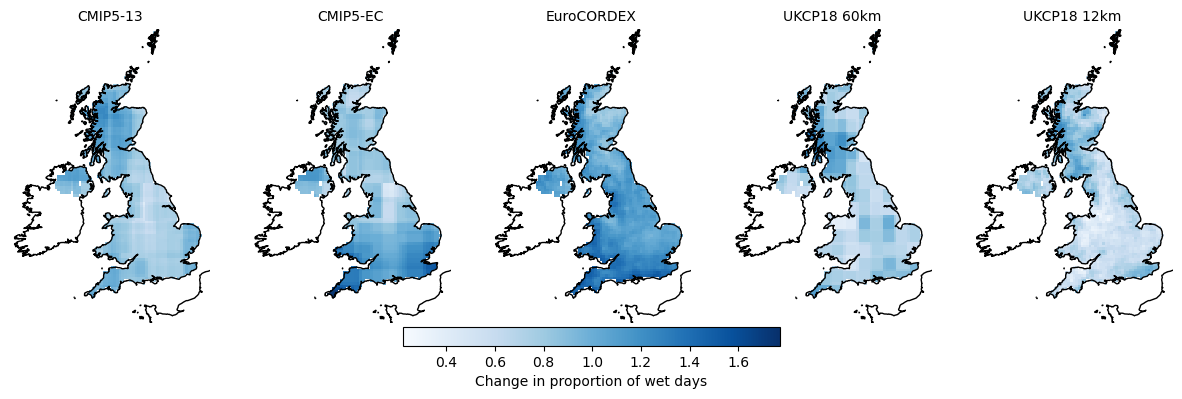 CMIP5-13 CMIP5-EC EuroCORDEX UKCP18 60km UKCP18 12km
0.4 0.6 0.8 1.0 1.2 1.4 1.6
Change in proportion of wet days